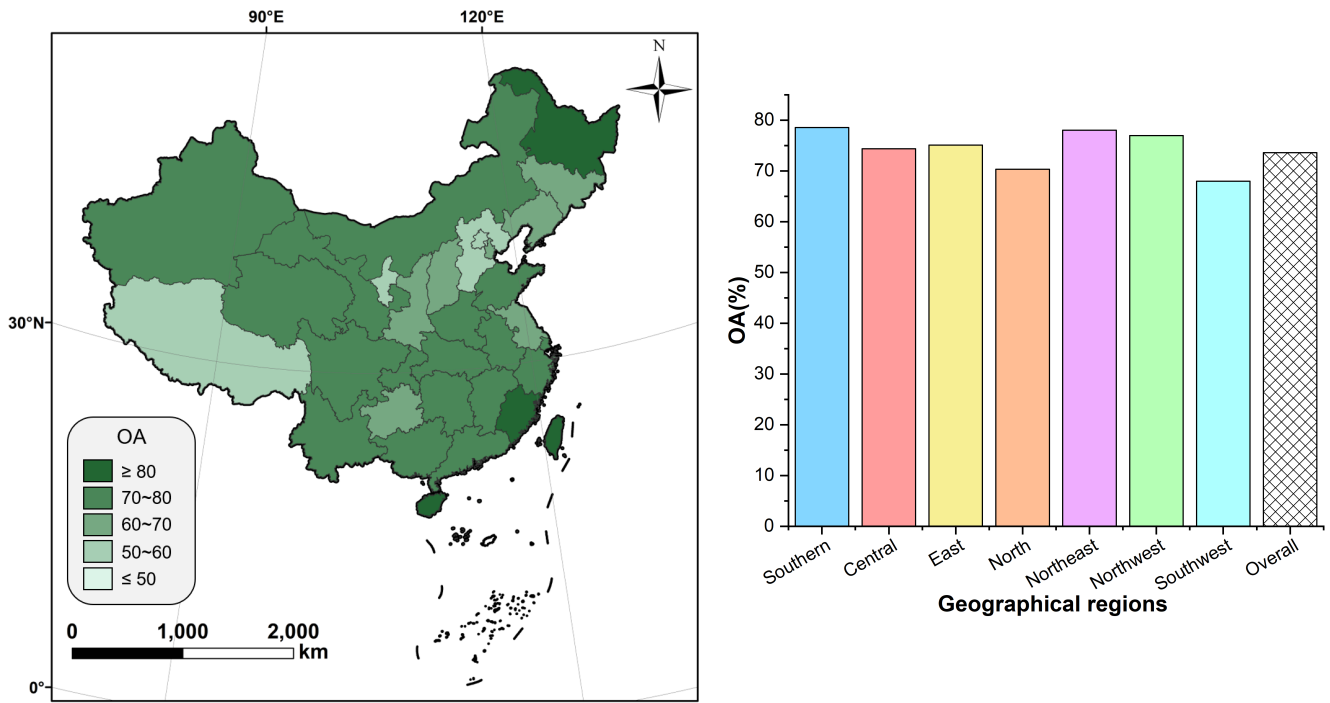 90°E
120°E
N
30°N
0°
OA
≥ 80
70~80
60~70
50~60
≤ 50
0
1,000
2,000
km
OA(%)
80
70
60
50
40
30
20
10
0
Southern
Central
East
North
Northeast
Northwest
Southwest
Overall
Geographical regions